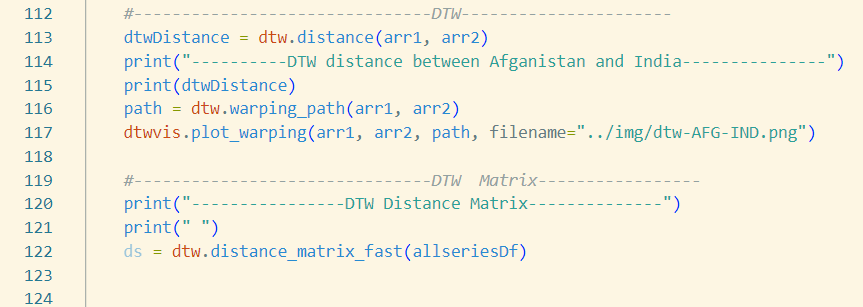 112 #-----------------------------DTW---------------------
113 dtwDistance = dtw.distance(arr1, arr2)
114 print("----------DTW distance between Afganistan and India---------------")
115 print(dtwDistance)
116 path = dtw.warping_path(arr1, arr2)
117 dtwvis.plot_warping(arr1, arr2, path, filename="../img/dtw-AFG-IND.png")
118
119 #-----------------------------DTW  Matrix----------------
120 print("----------------DTW Distance Matrix--------------")
121 print(" ")
122 ds = dtw.distance_matrix_fast(allseriesDf)
123
124